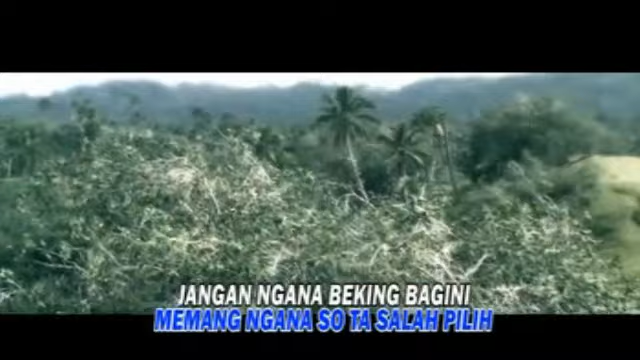 JANGAN NGANA BEKING BAGINI
MEMANG NGANA SO TA SALAH PILIH